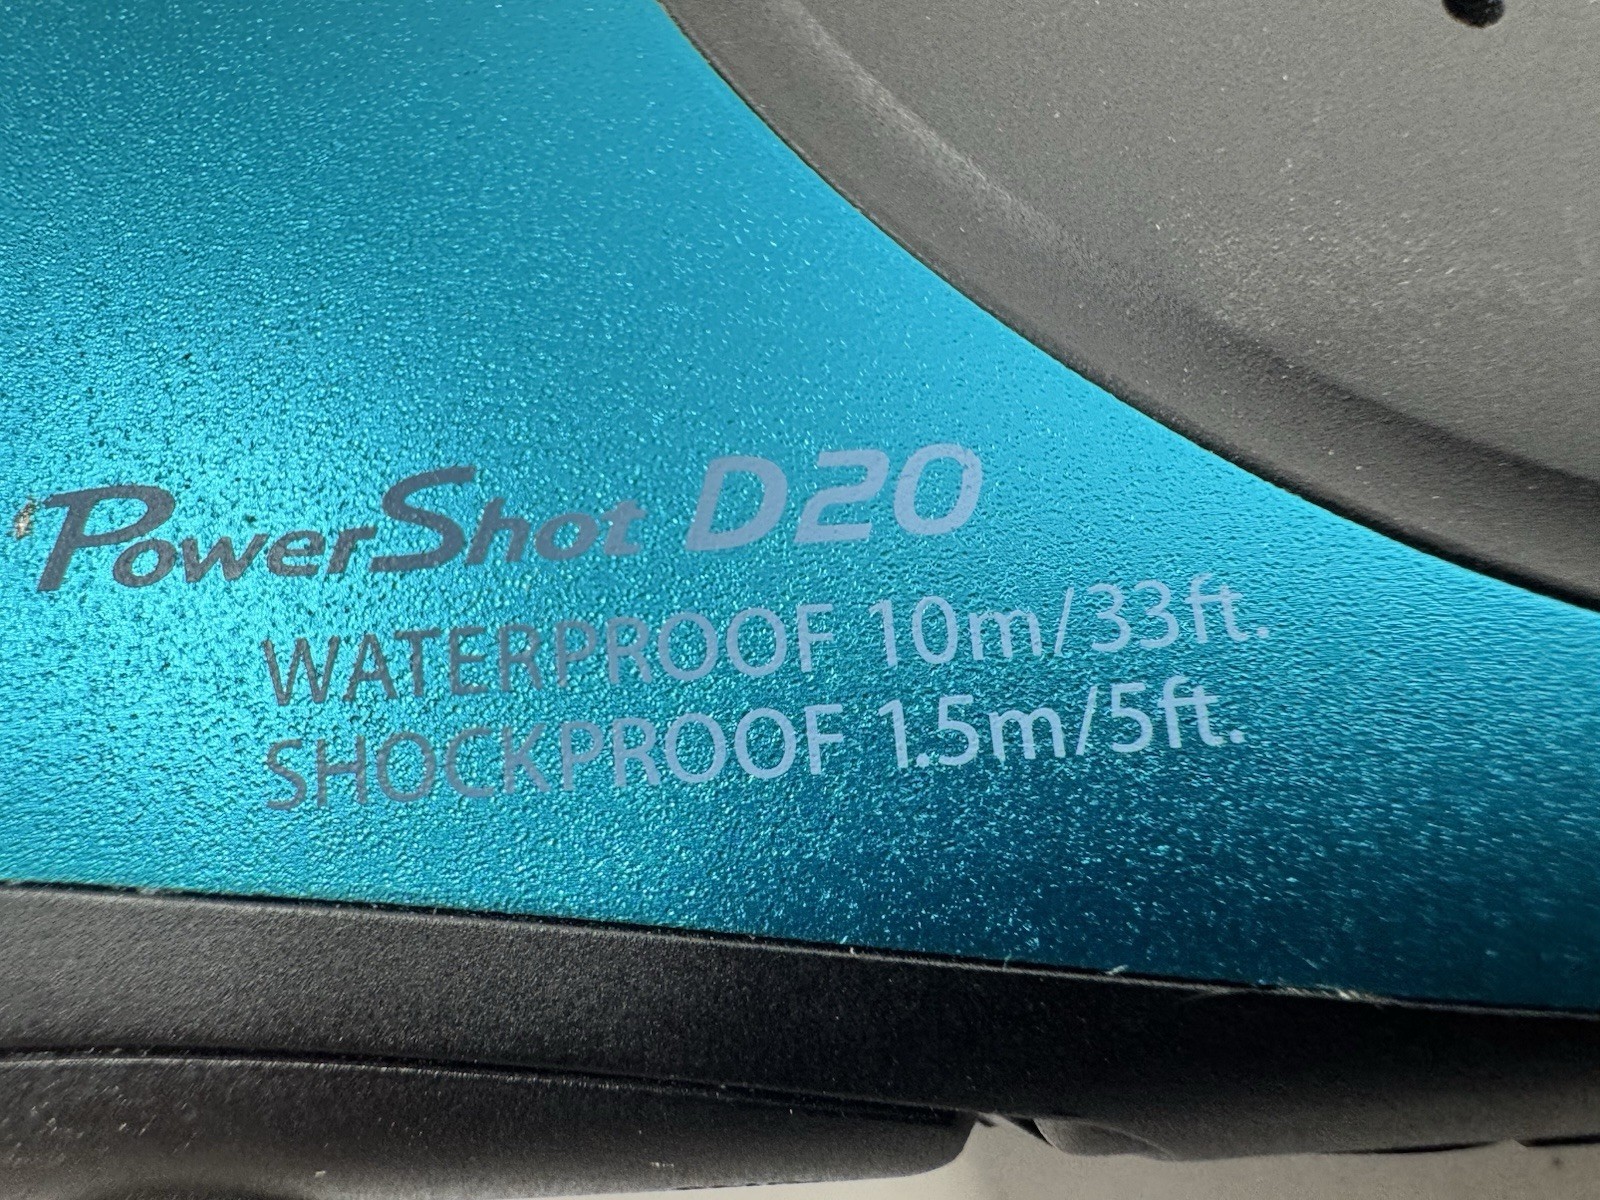 PowerShot D20
WATERPROOF 10m/33ft.
SHOCKPROOF 1.5m/5ft.